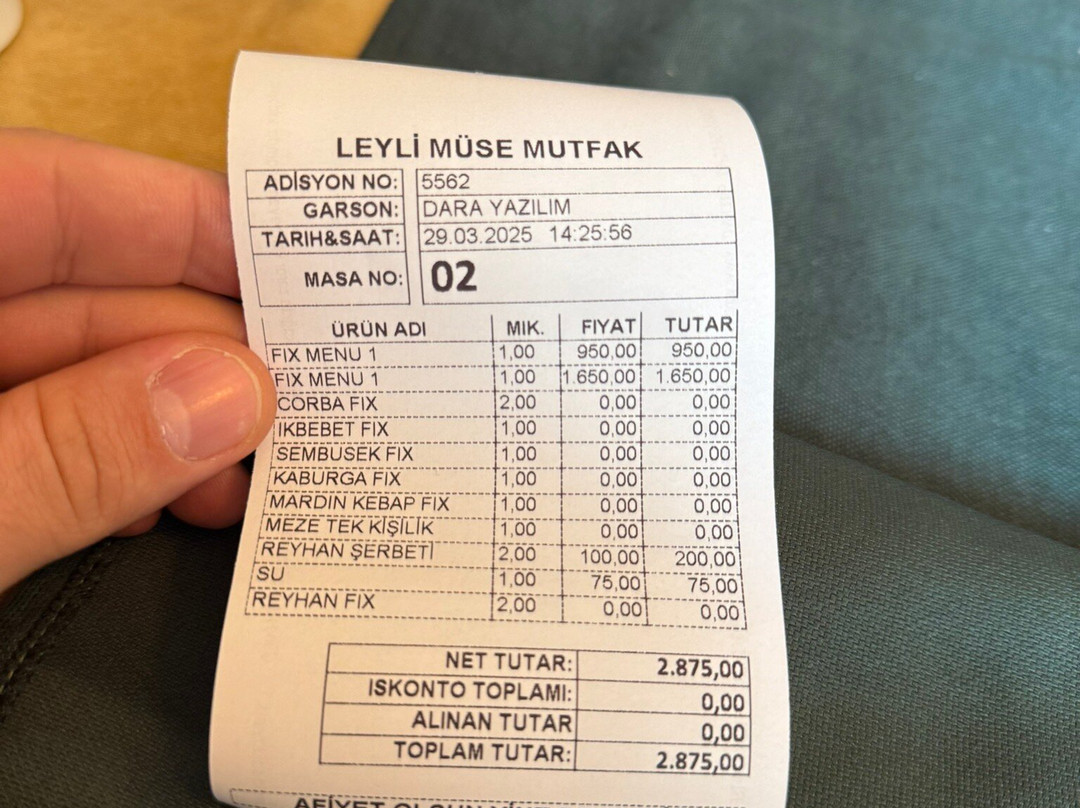 LEYLİ MÜSE MUTFAK
ADİSYON NO: 5562
GARSON: DARA YAZILIM
TARIH&SAAT: 29.03.2025 14:25:56
MASA NO: 02
ÜRÜN ADI MIK. FIYAT TUTAR
FIX MENU 1 1,00 950,00 950,00
FIX MENU 1 1,00 1.650,00 1.650,00
CORBA FIX 2,00 0,00 0,00
IKBEBET FIX 1,00 0,00 0,00
SEMBUSEK FIX 1,00 0,00 0,00
KABURGA FIX 1,00 0,00 0,00
MARDIN KEBAP FIX 1,00 0,00 0,00
MEZE TEK KİŞİLİK 1,00 0,00 0,00
REYHAN ŞERBETİ 2,00 100,00 200,00
SU 1,00 75,00 75,00
REYHAN FIX 2,00 0,00 0,00
NET TUTAR: 2.875,00
ISKONTO TOPLAMI: 0,00
ALINAN TUTAR 0,00
TOPLAM TUTAR: 2.875,00
AFİYET OLSUN